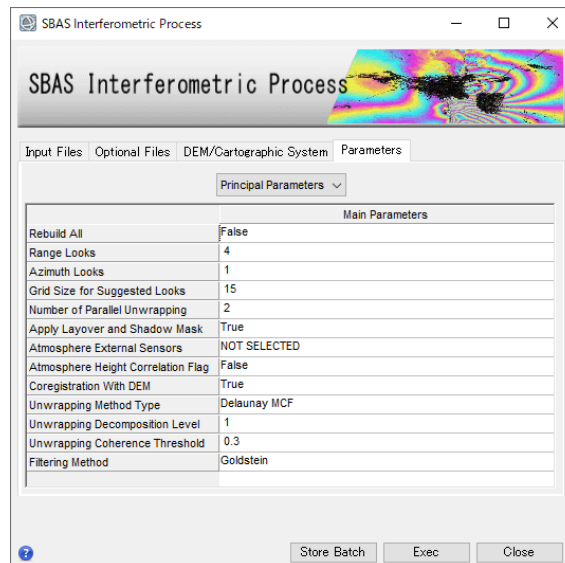 SBAS Interferometric Process
SBAS Interferometric Process
Input Files Optional Files DEM/Cartographic System Parameters
Principal Parameters
Main Parameters
Rebuild All False
Range Looks 4
Azimuth Looks 1
Grid Size for Suggested Looks 15
Number of Parallel Unwrapping 2
Apply Layover and Shadow Mask True
Atmosphere External Sensors NOT SELECTED
Atmosphere Height Correlation Flag False
Coregistration With DEM True
Unwrapping Method Type Delaunay MCF
Unwrapping Decomposition Level 1
Unwrapping Coherence Threshold 0.3
Filtering Method Goldstein
? Store Batch Exec Close